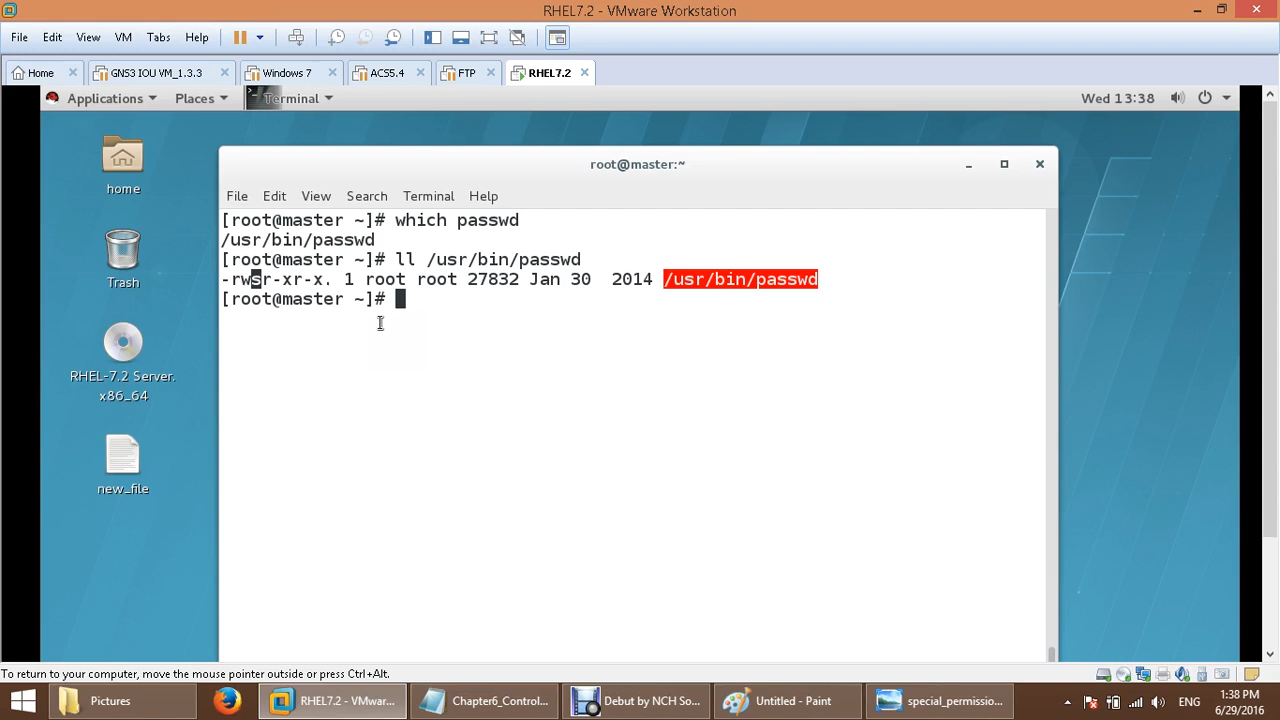 RHEL7.2 - VMware Workstation
File Edit View VM Tabs Help
Home GNS3 IOU VM_1.3.3 Windows 7 ACS5.4 FTP RHEL7.2
Applications Places Terminal Wed 13:38
home
Trash
RHEL-7.2 Server.
x86_64
new_file
root@master:~
File Edit View Search Terminal Help
[root@master ~]# which passwd
/usr/bin/passwd
[root@master ~]# ll /usr/bin/passwd
-rwsr-xr-x. 1 root root 27832 Jan 30  2014 /usr/bin/passwd
[root@master ~]#
To return to your computer, move the mouse pointer outside or press Ctrl+Alt.
Pictures RHEL7.2 - VMwar... Chapter6_Control... Debut by NCH So... Untitled - Paint special_permissio... ENG 1:38 PM
6/29/2016